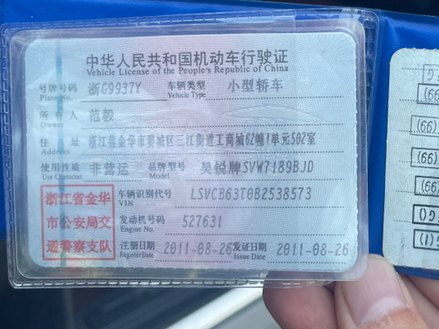 中华人民共和国机动车行驶证
Vehicle License of the People's Republic of China
号牌号码 浙G9937Y 车辆类型 小型轿车
Plate No. Vehicle Type
所有人 范毅
Owner
住址 浙江省金华市婺城区三江街道工商城62幢1单元502室
Address
使用性质 非营运 品牌型号 昊锐牌SVW7189BJD
Use Character Model
浙江省金华市公安局交通警察支队
车辆识别代号 LSVCB63T0B2538573
VIN
发动机号码 527631
Engine No.
注册日期 2011-08-26 发证日期 2011-08-26
Register Date Issue Date